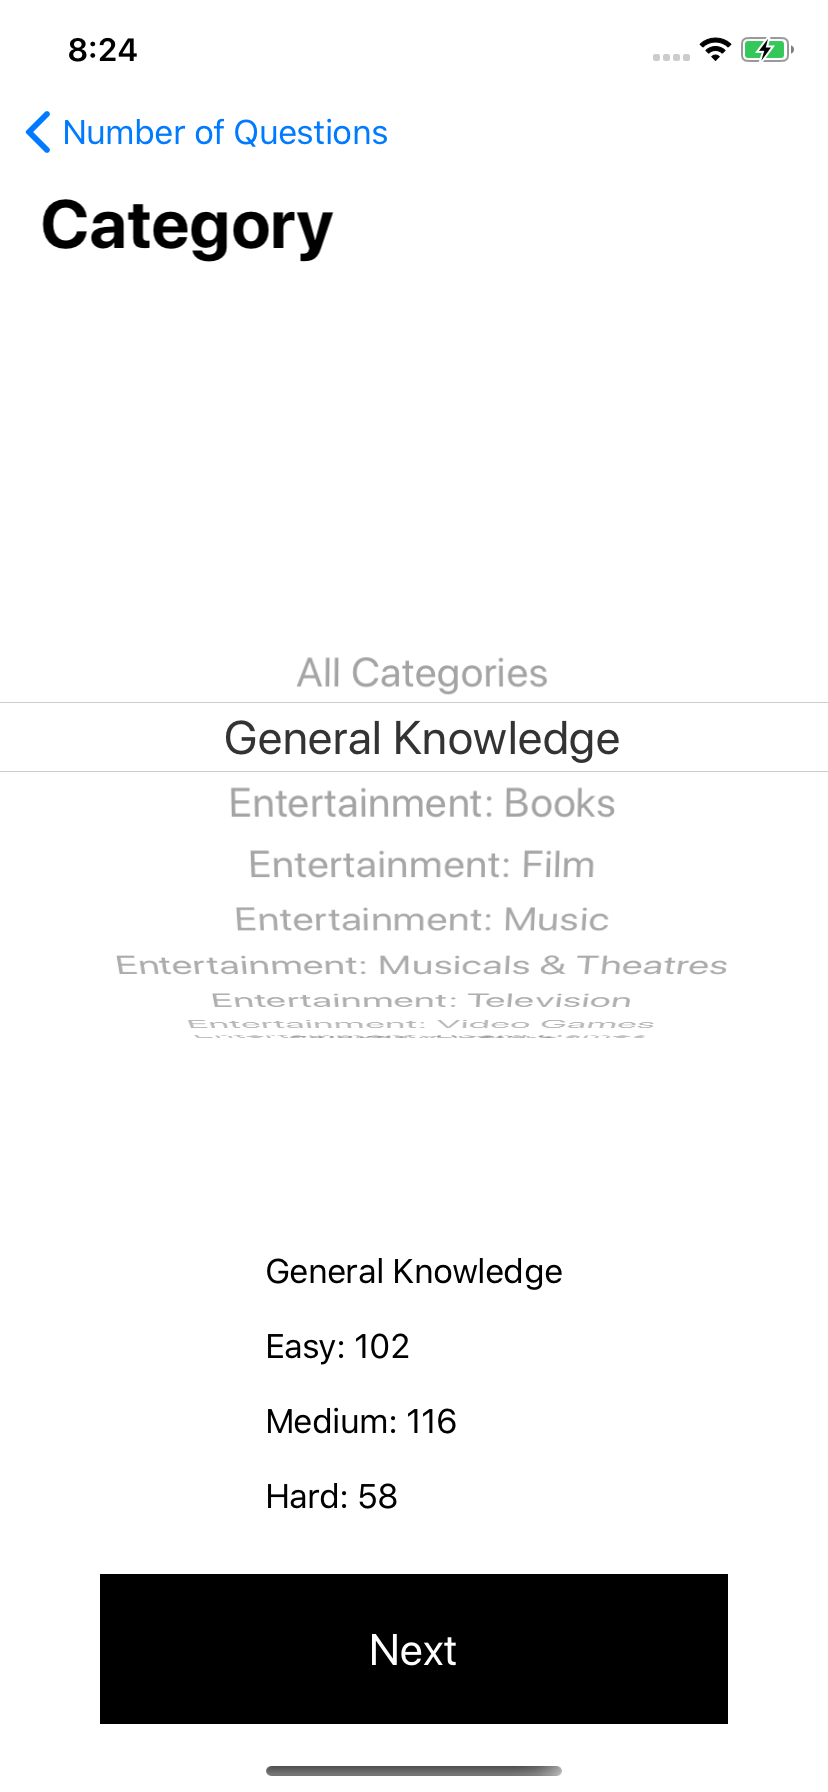 8:24
Number of Questions
Category
All Categories
General Knowledge
Entertainment: Books
Entertainment: Film
Entertainment: Music
Entertainment: Musicals & Theatres
Entertainment: Television
Entertainment: Video Games
General Knowledge
Easy: 102
Medium: 116
Hard: 58
Next